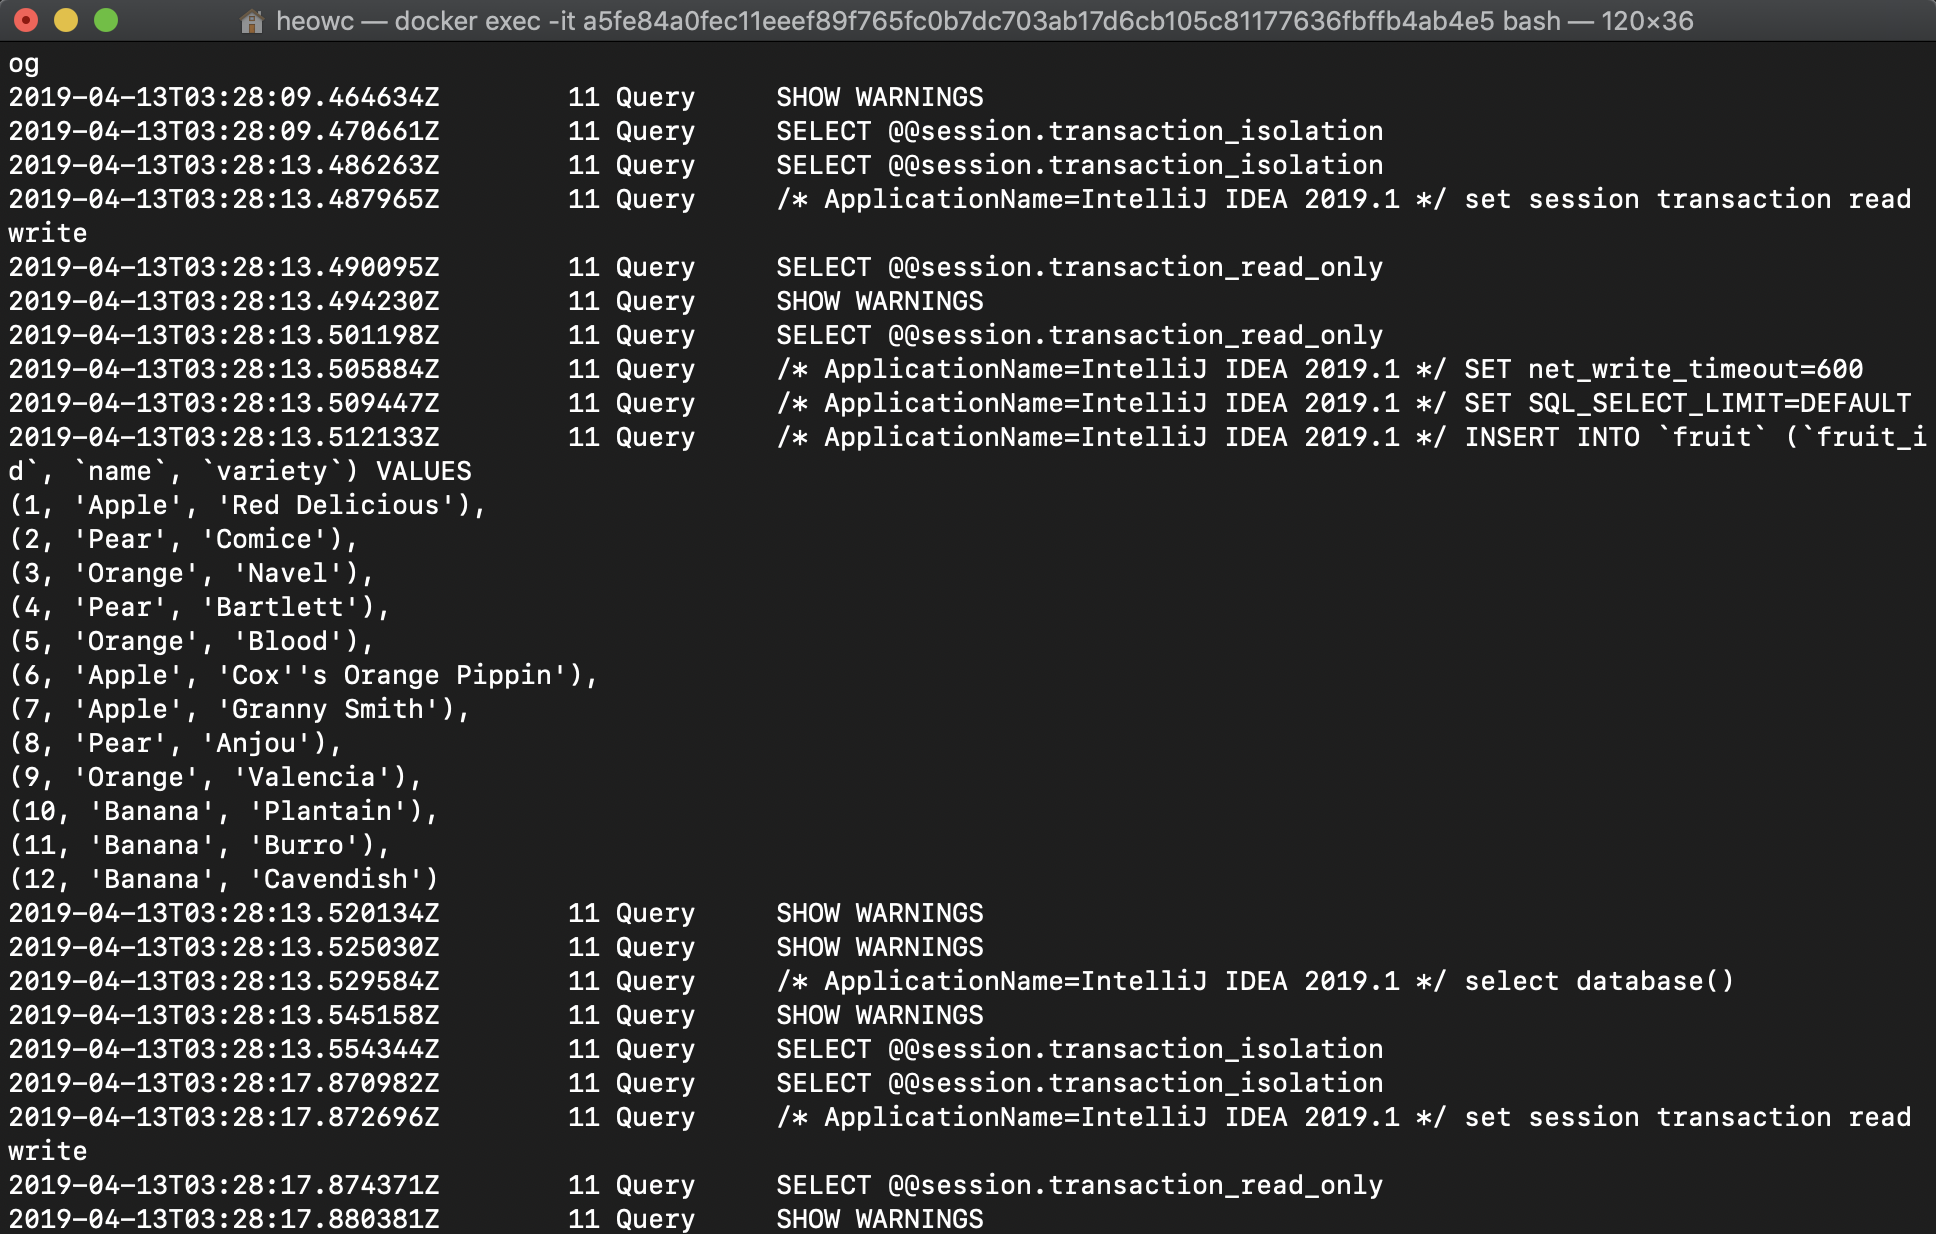 heowc — docker exec -it a5fe84a0fec11eeef89f765fc0b7dc703ab17d6cb105c81177636fbffb4ab4e5 bash — 120×36
og
2019-04-13T03:28:09.464634Z        11 Query     SHOW WARNINGS
2019-04-13T03:28:09.470661Z        11 Query     SELECT @@session.transaction_isolation
2019-04-13T03:28:13.486263Z        11 Query     SELECT @@session.transaction_isolation
2019-04-13T03:28:13.487965Z        11 Query     /* ApplicationName=IntelliJ IDEA 2019.1 */ set session transaction read
write
2019-04-13T03:28:13.490095Z        11 Query     SELECT @@session.transaction_read_only
2019-04-13T03:28:13.494230Z        11 Query     SHOW WARNINGS
2019-04-13T03:28:13.501198Z        11 Query     SELECT @@session.transaction_read_only
2019-04-13T03:28:13.505884Z        11 Query     /* ApplicationName=IntelliJ IDEA 2019.1 */ SET net_write_timeout=600
2019-04-13T03:28:13.509447Z        11 Query     /* ApplicationName=IntelliJ IDEA 2019.1 */ SET SQL_SELECT_LIMIT=DEFAULT
2019-04-13T03:28:13.512133Z        11 Query     /* ApplicationName=IntelliJ IDEA 2019.1 */ INSERT INTO `fruit` (`fruit_i
d`, `name`, `variety`) VALUES
(1, 'Apple', 'Red Delicious'),
(2, 'Pear', 'Comice'),
(3, 'Orange', 'Navel'),
(4, 'Pear', 'Bartlett'),
(5, 'Orange', 'Blood'),
(6, 'Apple', 'Cox''s Orange Pippin'),
(7, 'Apple', 'Granny Smith'),
(8, 'Pear', 'Anjou'),
(9, 'Orange', 'Valencia'),
(10, 'Banana', 'Plantain'),
(11, 'Banana', 'Burro'),
(12, 'Banana', 'Cavendish')
2019-04-13T03:28:13.520134Z        11 Query     SHOW WARNINGS
2019-04-13T03:28:13.525030Z        11 Query     SHOW WARNINGS
2019-04-13T03:28:13.529584Z        11 Query     /* ApplicationName=IntelliJ IDEA 2019.1 */ select database()
2019-04-13T03:28:13.545158Z        11 Query     SHOW WARNINGS
2019-04-13T03:28:13.554344Z        11 Query     SELECT @@session.transaction_isolation
2019-04-13T03:28:17.870982Z        11 Query     SELECT @@session.transaction_isolation
2019-04-13T03:28:17.872696Z        11 Query     /* ApplicationName=IntelliJ IDEA 2019.1 */ set session transaction read
write
2019-04-13T03:28:17.874371Z        11 Query     SELECT @@session.transaction_read_only
2019-04-13T03:28:17.880381Z        11 Query     SHOW WARNINGS